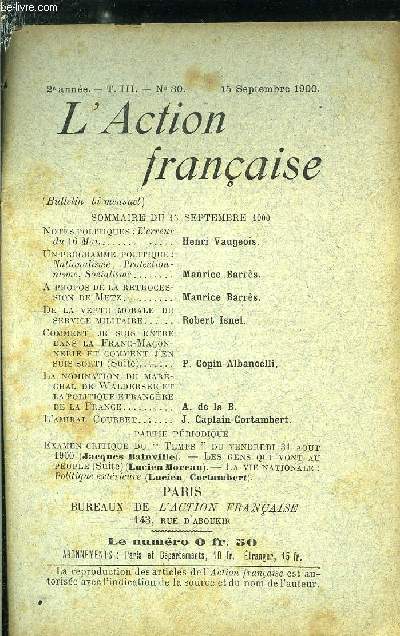 2e année. — T. III. — No 30. 15 Septembre 1900.
L'Action
française
(Bulletin bi-mensuel)
SOMMAIRE DU 15 SEPTEMBRE 1900
NOTES POLITIQUES : L'erreur
du 16 Mai. Henri Vaugeois.
UN PROGRAMME POLITIQUE :
Nationalisme, Protection-
nisme, Socialisme. Maurice Barrès.
A PROPOS DE LA RÉTROCES-
SION DE METZ. Maurice Barrès.
DE LA VERTU MORALE DU
SERVICE MILITAIRE. Robert Isnel.
COMMENT JE SUIS ENTRÉ
DANS LA FRANC-MAÇON-
NERIE ET COMMENT J'EN
SUIS SORTI (Suite). P. Copin-Albancelli.
LA NOMINATION DU MARÉ-
CHAL DE WALDERSEE ET
LA POLITIQUE ÉTRANGÈRE
DE LA FRANCE. A. de la B.
L'AMIRAL COURBET. J. Caplain-Cortambert.
PARTIE PÉRIODIQUE
EXAMEN CRITIQUE DU " TEMPS " DU VENDREDI 31 AOUT
1900 (Jacques Bainville). — LES GENS QUI VONT AU
PEUPLE (Suite) (Lucien Moreau). — LA VIE NATIONALE :
Politique extérieure (Lucien Cortambert).
PARIS
BUREAUX DE L'ACTION FRANÇAISE
143, RUE D'ABOUKIR
Le numéro 0 fr. 50
ABONNEMENTS : Paris et Départements, 10 fr. Étranger, 15 fr.
La reproduction des articles de l'Action française est au-
torisée avec l'indication de la source et du nom de l'auteur.